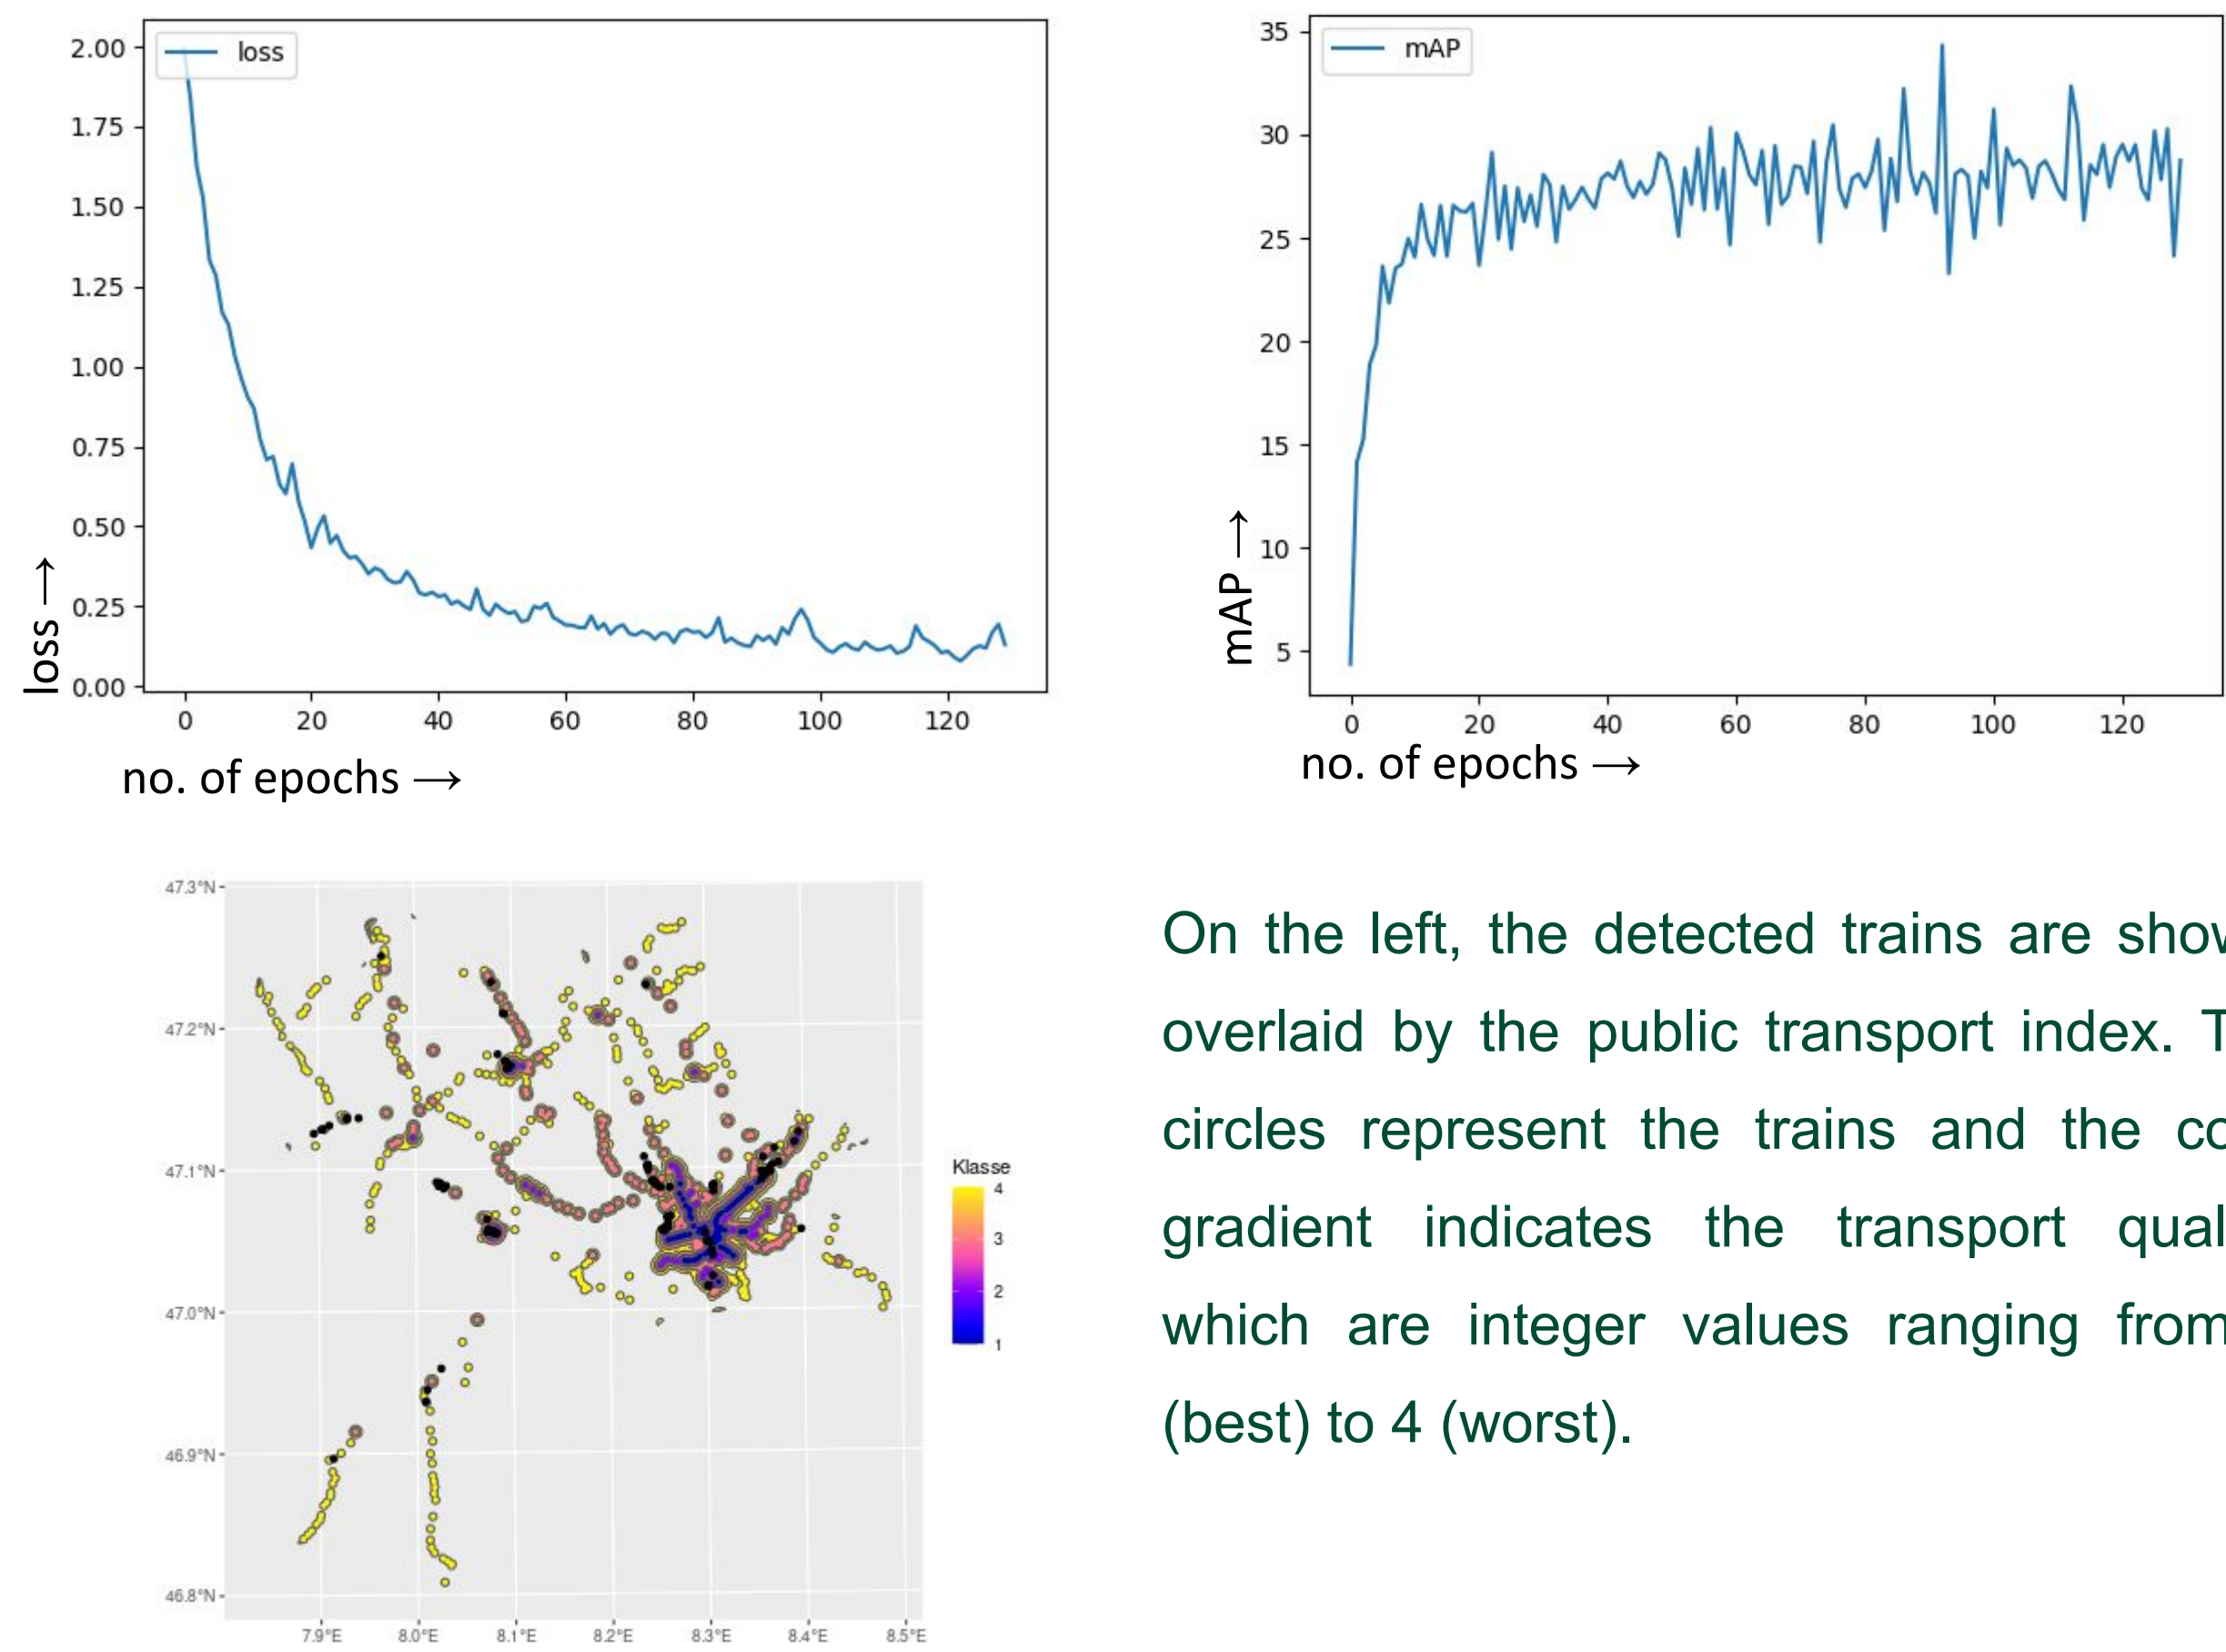 loss
2.00
1.75
1.50
1.25
1.00
0.75
0.50
0.25
0.00
loss →
0 20 40 60 80 100 120
no. of epochs →
mAP
35
30
25
20
15
10
5
mAP →
0 20 40 60 80 100 120
no. of epochs →
47.3°N
47.2°N
47.1°N
47.0°N
46.9°N
46.8°N
7.9°E 8.0°E 8.1°E 8.2°E 8.3°E 8.4°E 8.5°E
Klasse
4
3
2
1
On the left, the detected trains are
overlaid by the public transport index.
circles represent the trains and the
gradient indicates the transport
which are integer values ranging from
(best) to 4 (worst).